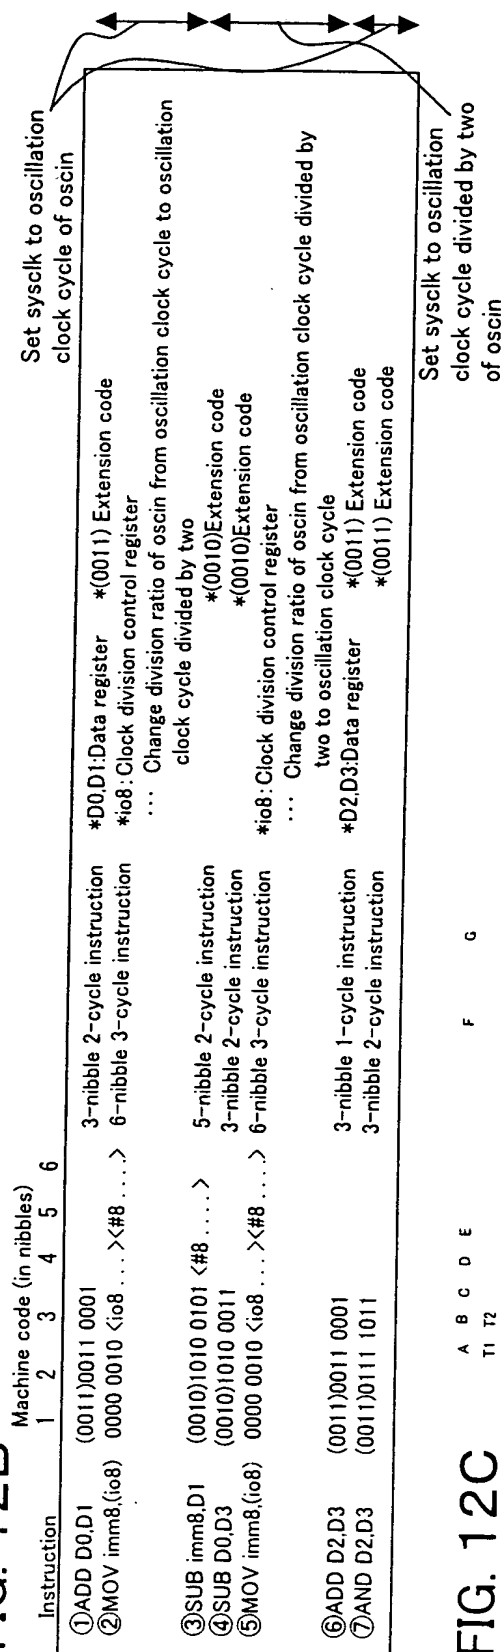 Set sysclk to oscillation
clock cycle of oscin
Machine code (in nibbles)
Instruction 1 2 3 4 5 6
①ADD D0,D1 (0011)0011 0001 3-nibble 2-cycle instruction *D0,D1:Data register *(0011) Extension code
②MOV imm8,(io8) 0000 0010 <io8 ....><#8 ....> 6-nibble 3-cycle instruction *io8:Clock division control register
... Change division ratio of oscin from oscillation clock cycle to oscillation
clock cycle divided by two
③SUB imm8,D1 (0010)1010 0101 <#8 ....> 5-nibble 2-cycle instruction *(0010)Extension code
④SUB D0,D3 (0010)1010 0011 3-nibble 2-cycle instruction *(0010)Extension code
⑤MOV imm8,(io8) 0000 0010 <io8 ....><#8 ....> 6-nibble 3-cycle instruction *io8:Clock division control register
... Change division ratio of oscin from oscillation clock cycle divided by
two to oscillation clock cycle
⑥ADD D2,D3 (0011)0011 0001 3-nibble 1-cycle instruction *D2,D3:Data register *(0011) Extension code
⑦AND D2,D3 (0011)0111 1011 3-nibble 2-cycle instruction *(0011) Extension code
Set sysclk to oscillation
clock cycle divided by two
of oscin
A B C D E F G
T1 T2
FIG. 12C